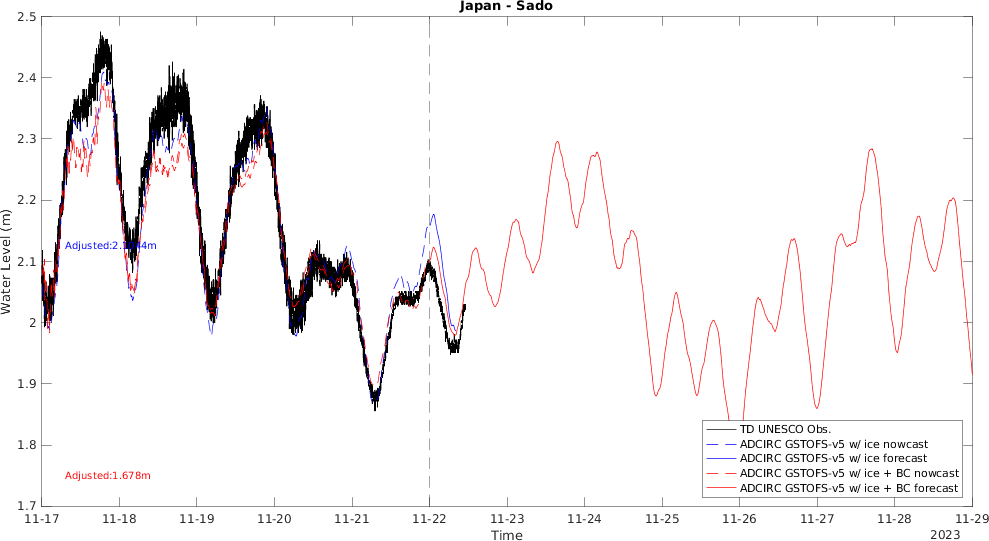 Japan - Sado
Water Level (m)
2.5
2.4
2.3
2.2
2.1
2
1.9
1.8
1.7
Adjusted:1.678m
TD UNESCO Obs.
ADCIRC GSTOFS-v5 w/ ice nowcast
ADCIRC GSTOFS-v5 w/ ice forecast
ADCIRC GSTOFS-v5 w/ ice + BC nowcast
ADCIRC GSTOFS-v5 w/ ice + BC forecast
11-17 11-18 11-19 11-20 11-21 11-22 11-23 11-24 11-25 11-26 11-27 11-28 11-29
Time
2023